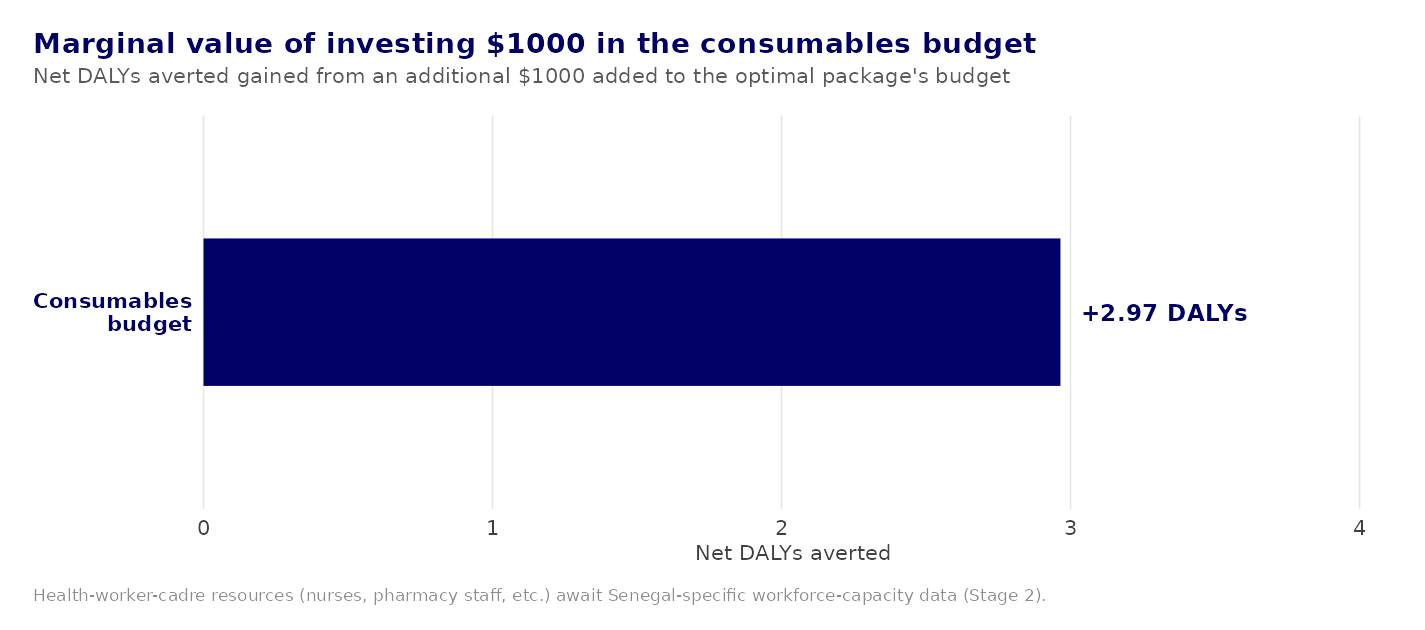 Marginal value of investing $1000 in the consumables budget
Net DALYs averted gained from an additional $1000 added to the optimal package's budget
Consumables
budget
+2.97 DALYs
0 1 2 3 4
Net DALYs averted
Health-worker-cadre resources (nurses, pharmacy staff, etc.) await Senegal-specific workforce-capacity data (Stage 2).